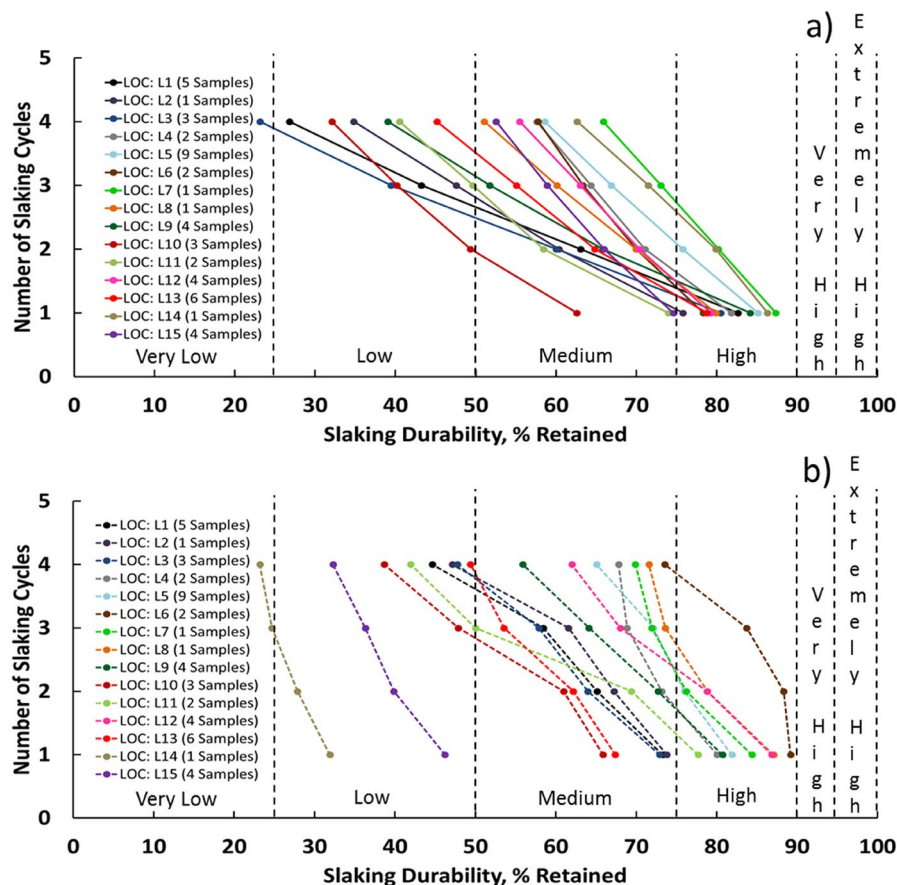 a)
Number of Slaking Cycles
5
4
3
2
1
0
LOC: L1 (5 Samples)
LOC: L2 (1 Samples)
LOC: L3 (3 Samples)
LOC: L4 (2 Samples)
LOC: L5 (9 Samples)
LOC: L6 (2 Samples)
LOC: L7 (1 Samples)
LOC: L8 (1 Samples)
LOC: L9 (4 Samples)
LOC: L10 (3 Samples)
LOC: L11 (2 Samples)
LOC: L12 (4 Samples)
LOC: L13 (6 Samples)
LOC: L14 (1 Samples)
LOC: L15 (4 Samples)
Very Low
Low
Medium
High
Very High
Extremely High
0 10 20 30 40 50 60 70 80 90 100
Slaking Durability, % Retained
b)
Number of Slaking Cycles
5
4
3
2
1
0
LOC: L1 (5 Samples)
LOC: L2 (1 Samples)
LOC: L3 (3 Samples)
LOC: L4 (2 Samples)
LOC: L5 (9 Samples)
LOC: L6 (2 Samples)
LOC: L7 (1 Samples)
LOC: L8 (1 Samples)
LOC: L9 (4 Samples)
LOC: L10 (3 Samples)
LOC: L11 (2 Samples)
LOC: L12 (4 Samples)
LOC: L13 (6 Samples)
LOC: L14 (1 Samples)
LOC: L15 (4 Samples)
Very Low
Low
Medium
High
Very High
Extremely High
0 10 20 30 40 50 60 70 80 90 100
Slaking Durability, % Retained